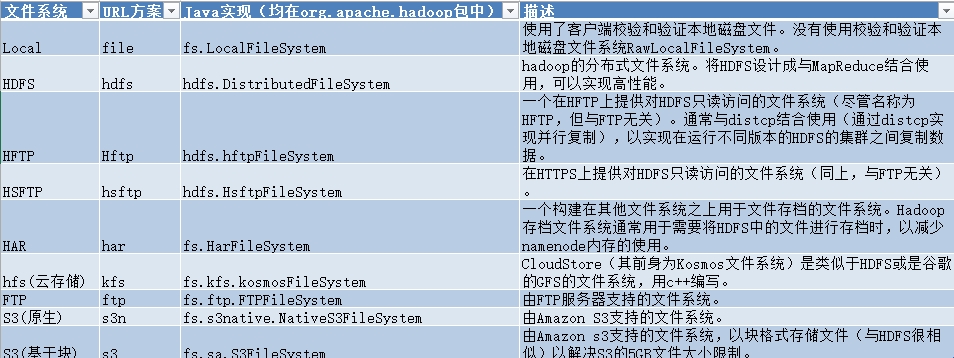 文件系统 URL方案 Java实现（均在org.apache.hadoop包中） 描述
使用了客户端校验和验证本地磁盘文件。没有使用校验和验证本
Local file fs.LocalFileSystem 地磁盘文件系统RawLocalFileSystem。
hadoop的分布式文件系统。将HDFS设计成与MapReduce结合使
HDFS hdfs hdfs.DistributedFileSystem 用，可以实现高性能。
一个在HFTP上提供对HDFS只读访问的文件系统（尽管名称为
HFTP，但与FTP无关）。通常与distcp结合使用（通过distcp实
现并行复制），以实现在运行不同版本的HDFS的集群之间复制数
HFTP Hftp hdfs.hftpFileSystem 据。
在HTTPS上提供对HDFS只读访问的文件系统（同上，与FTP无关）
HSFTP hsftp hdfs.HsftpFileSystem 。
一个构建在其他文件系统之上用于文件存档的文件系统。Hadoop
存档文件系统通常用于需要将HDFS中的文件进行存档时，以减少
HAR har fs.HarFileSystem namenode内存的使用。
CloudStore（其前身为Kosmos文件系统）是类似于HDFS或是谷歌
hfs(云存储) kfs fs.kfs.kosmosFileSystem 的GFS的文件系统，用c++编写。
FTP ftp fs.ftp.FTPFileSystem 由FTP服务器支持的文件系统。
S3(原生) s3n fs.s3native.NativeS3FileSystem 由Amazon S3支持的文件系统。
由Amazon s3支持的文件系统，以块格式存储文件（与HDFS很相
S3(基于块) s3 fs.sa.S3FileSystem 似）以解决S3的5GB文件大小限制。